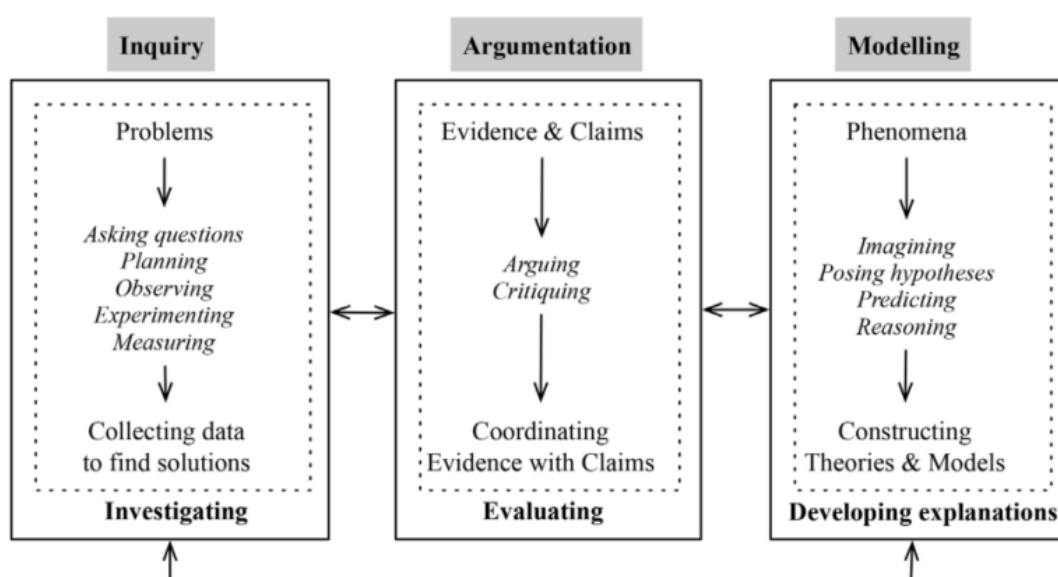 Inquiry
Problems
Asking questions
Planning
Observing
Experimenting
Measuring
Collecting data
to find solutions
Investigating
Argumentation
Evidence & Claims
Arguing
Critiquing
Coordinating
Evidence with Claims
Evaluating
Modelling
Phenomena
Imagining
Posing hypotheses
Predicting
Reasoning
Constructing
Theories & Models
Developing explanations